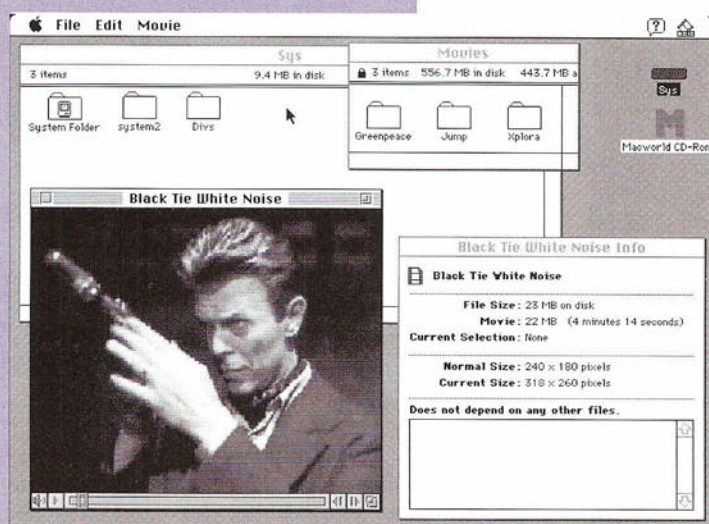 File Edit Movie
Sys
3 items 9.4 MB in disk
System Folder system2 Divs
Movies
3 items 556.7 MB in disk 443.7 MB a
Greenpeace Jump Xplora
Sys
Macworld CD-Rom
Black Tie White Noise
Black Tie White Noise Info
Black Tie White Noise
File Size: 23 MB on disk
Movie: 22 MB (4 minutes 14 seconds)
Current Selection: None
Normal Size: 240 × 180 pixels
Current Size: 318 × 260 pixels
Does not depend on any other files.